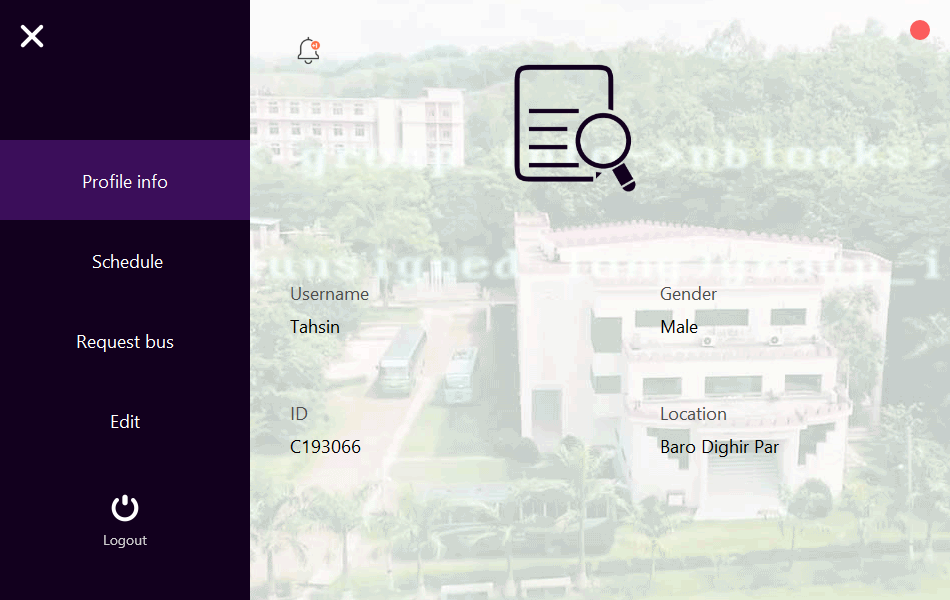 Profile info
Schedule
Request bus
Edit
Logout
Username
Tahsin
Gender
Male
ID
C193066
Location
Baro Dighir Par